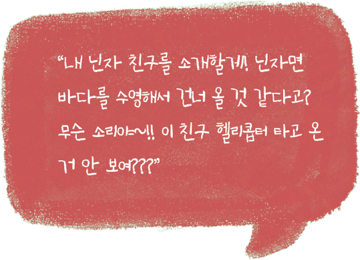 “내 닌자 친구를 소개할게! 닌자면
바다를 수영해서 건너 올 것 같다고?
무슨 소리야~!! 이 친구 헬리콥터 타고 온
거 안 보여???”